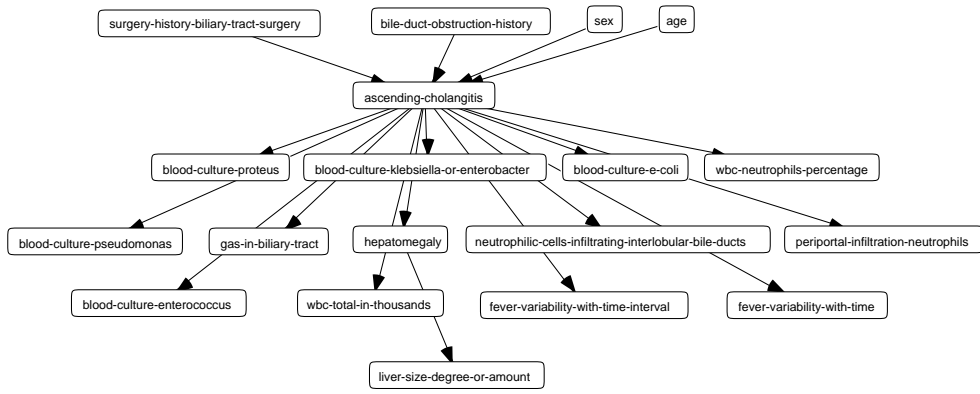 surgery-history-biliary-tract-surgery
bile-duct-obstruction-history
sex
age
ascending-cholangitis
blood-culture-proteus
blood-culture-klebsiella-or-enterobacter
blood-culture-e-coli
wbc-neutrophils-percentage
blood-culture-pseudomonas
gas-in-biliary-tract
hepatomegaly
neutrophilic-cells-infiltrating-interlobular-bile-ducts
periportal-infiltration-neutrophils
blood-culture-enterococcus
wbc-total-in-thousands
fever-variability-with-time-interval
fever-variability-with-time
liver-size-degree-or-amount